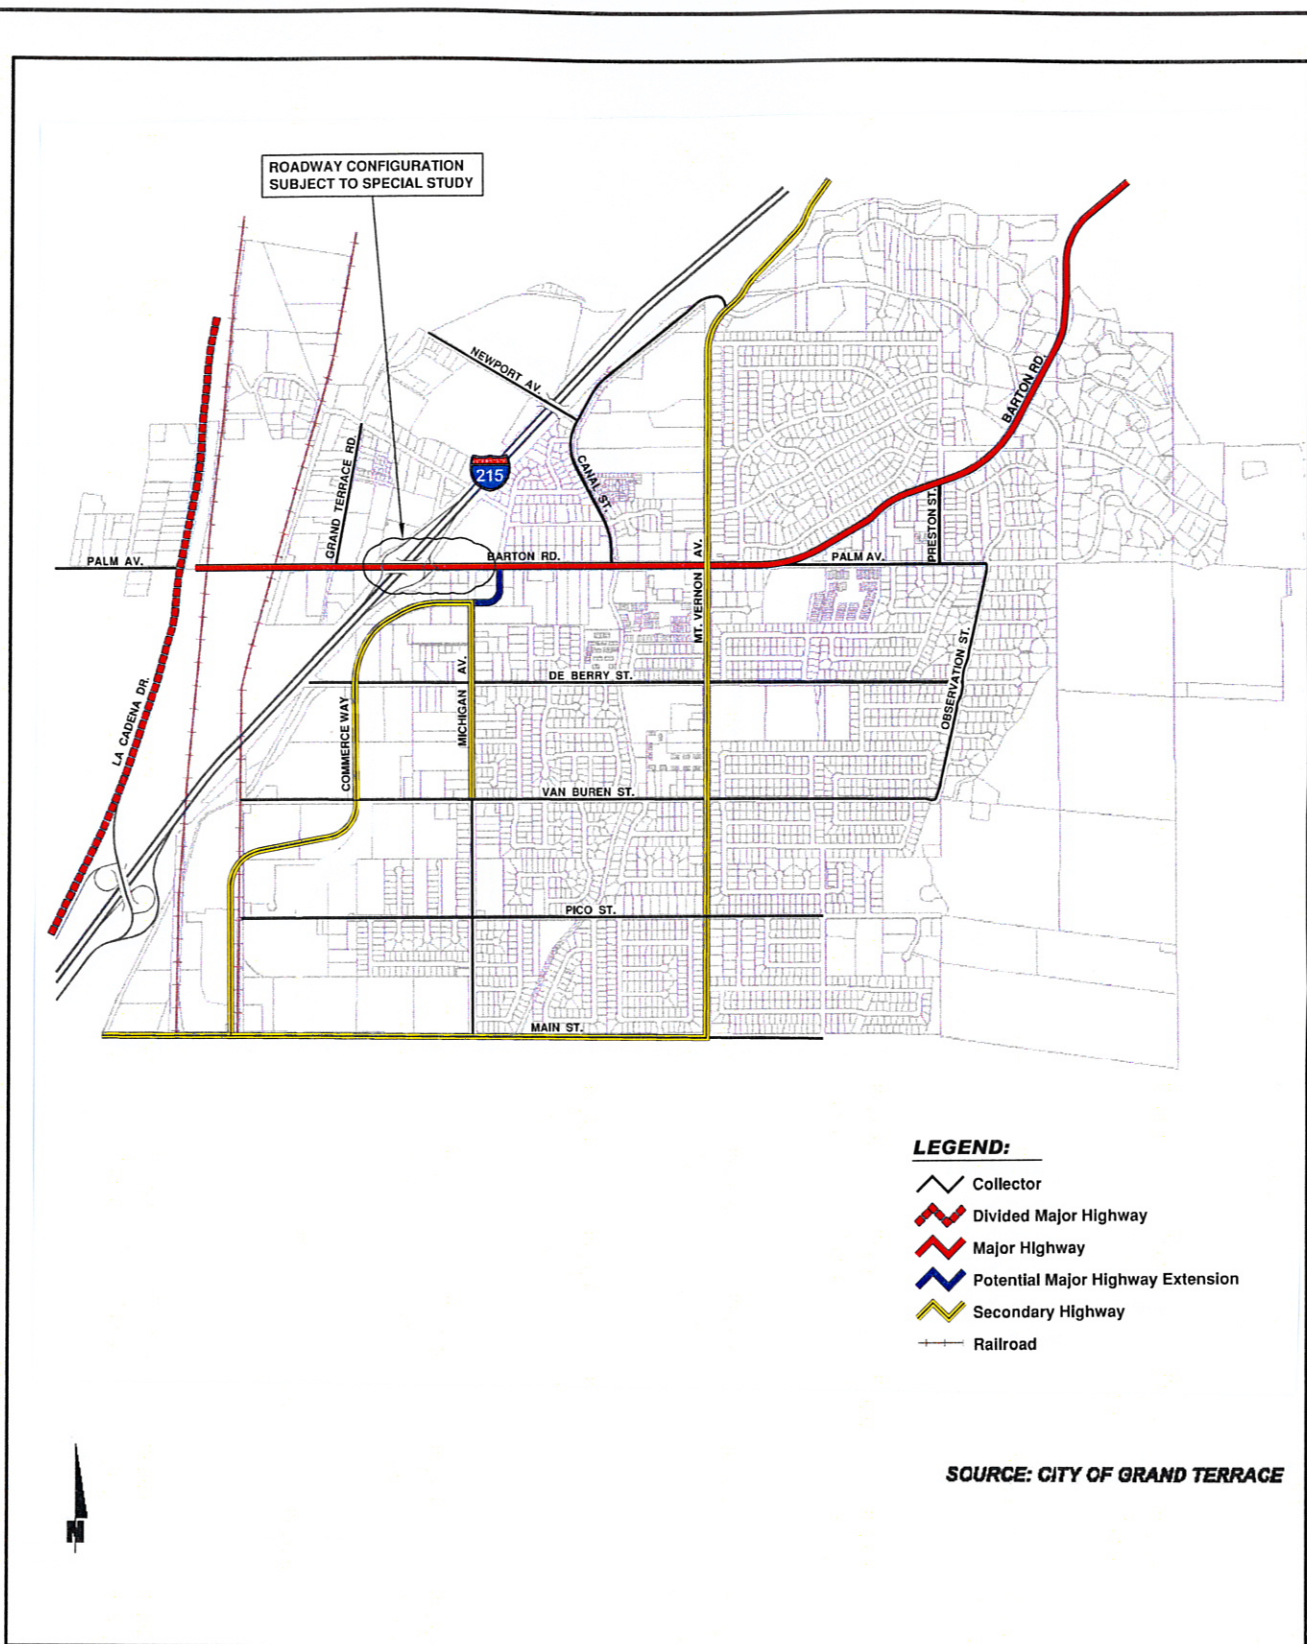 ROADWAY CONFIGURATION
SUBJECT TO SPECIAL STUDY
NEWPORT AV.
BARTON RD.
GRAND TERRACE RD.
215
CANAL ST.
PRESTON ST.
PALM AV.
BARTON RD.
MT. VERNON AV.
PALM AV.
OBSERVATION ST.
LA CADENA DR.
COMMERCE WAY
MICHIGAN AV.
DE BERRY ST.
VAN BUREN ST.
PICO ST.
MAIN ST.
LEGEND:
Collector
Divided Major Highway
Major Highway
Potential Major Highway Extension
Secondary Highway
Railroad
SOURCE: CITY OF GRAND TERRACE
N